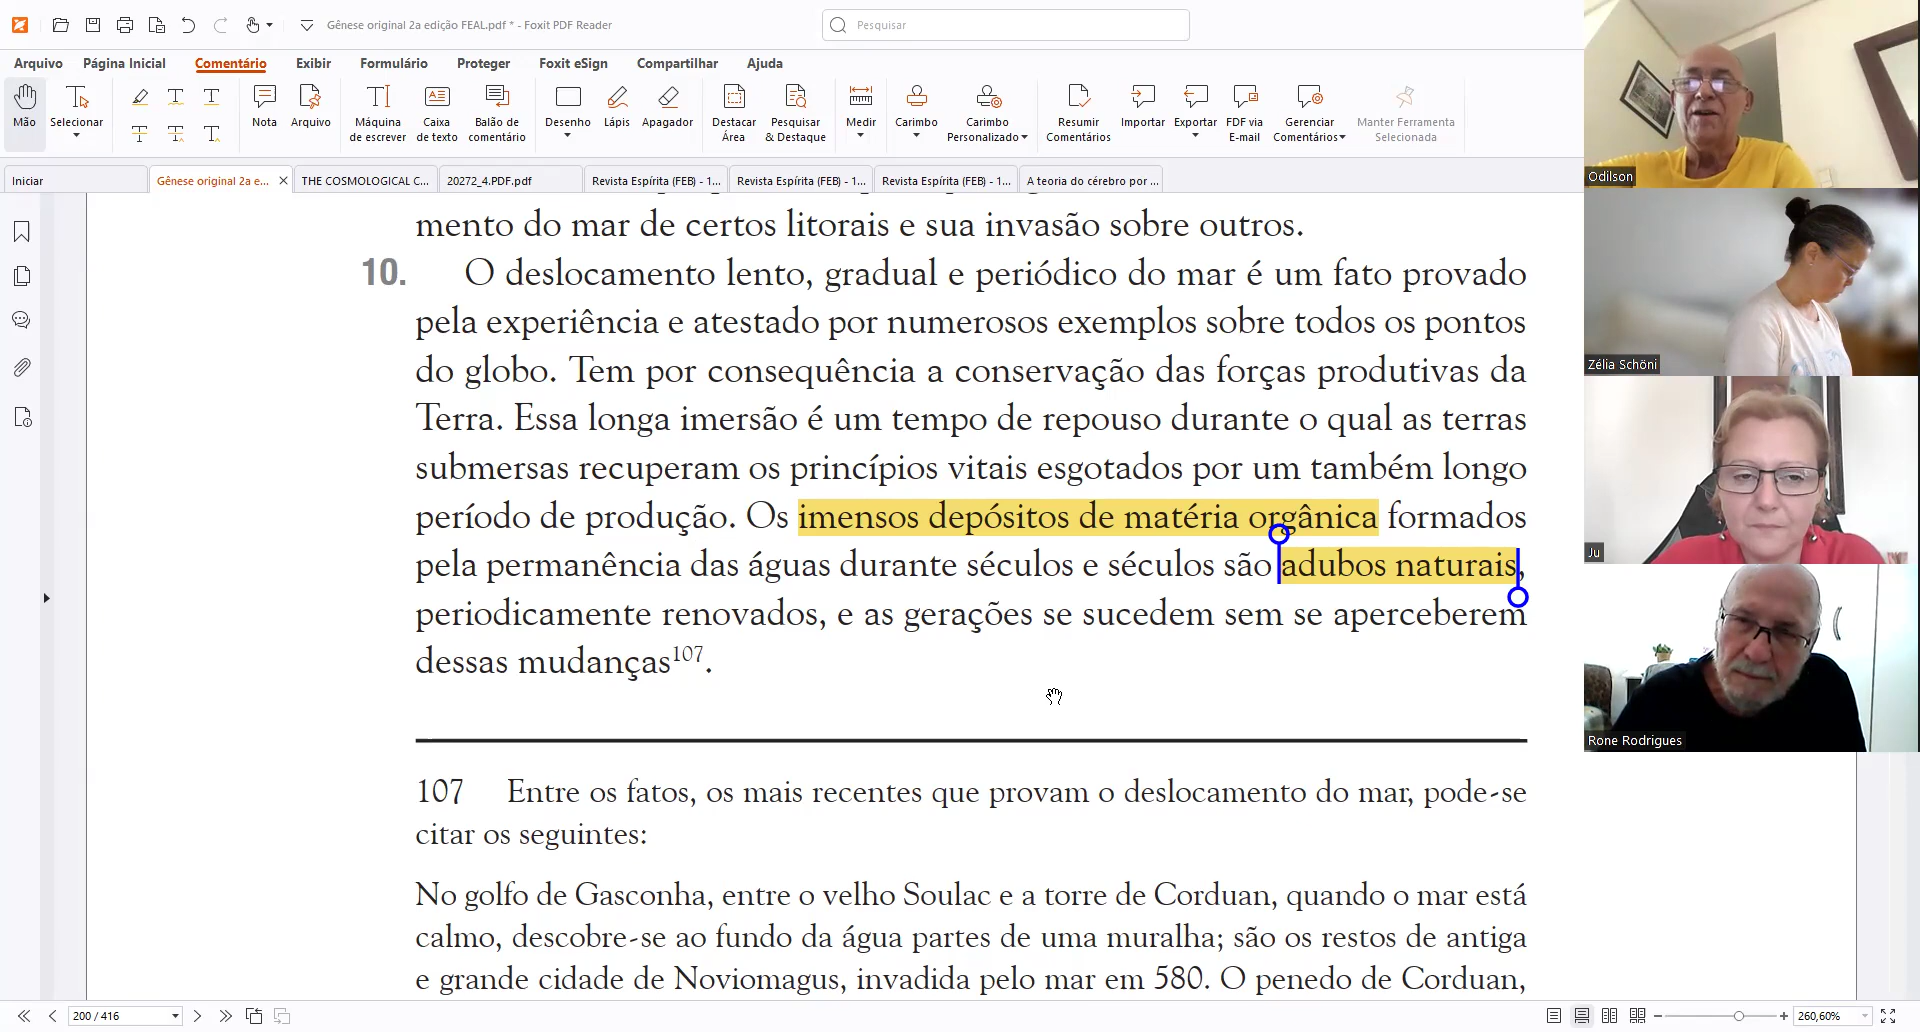 Gênese original 2a edição FEAL.pdf * - Foxit PDF Reader
Pesquisar
Arquivo Página Inicial Comentário Exibir Formulário Proteger Foxit eSign Compartilhar Ajuda
Mão
Selecionar
Nota
Arquivo
Máquina de escrever
Caixa de texto
Balão de comentário
Desenho
Lápis
Apagador
Destacar Área
Pesquisar & Destaque
Medir
Carimbo
Carimbo Personalizado
Resumir Comentários
Importar
Exportar
FDF via E-mail
Gerenciar Comentários
Manter Ferramenta Selecionada
Iniciar
Gênese original 2a e...
THE COSMOLOGICAL C...
20272_4.PDF.pdf
Revista Espírita (FEB) - 1...
Revista Espírita (FEB) - 1...
Revista Espírita (FEB) - 1...
A teoria do cérebro por ...
mento do mar de certos litorais e sua invasão sobre outros.
10. O deslocamento lento, gradual e periódico do mar é um fato provado
pela experiência e atestado por numerosos exemplos sobre todos os pontos
do globo. Tem por consequência a conservação das forças produtivas da
Terra. Essa longa imersão é um tempo de repouso durante o qual as terras
submersas recuperam os princípios vitais esgotados por um também longo
período de produção. Os imensos depósitos de matéria orgânica formados
pela permanência das águas durante séculos e séculos são adubos naturais,
periodicamente renovados, e as gerações se sucedem sem se aperceberem
dessas mudanças107.
107 Entre os fatos, os mais recentes que provam o deslocamento do mar, pode-se
citar os seguintes:
No golfo de Gasconha, entre o velho Soulac e a torre de Corduan, quando o mar está
calmo, descobre-se ao fundo da água partes de uma muralha; são os restos de antiga
e grande cidade de Noviomagus, invadida pelo mar em 580. O penedo de Corduan,
200 / 416
260,60%
Odilson
Zélia Schöni
Ju
Rone Rodrigues